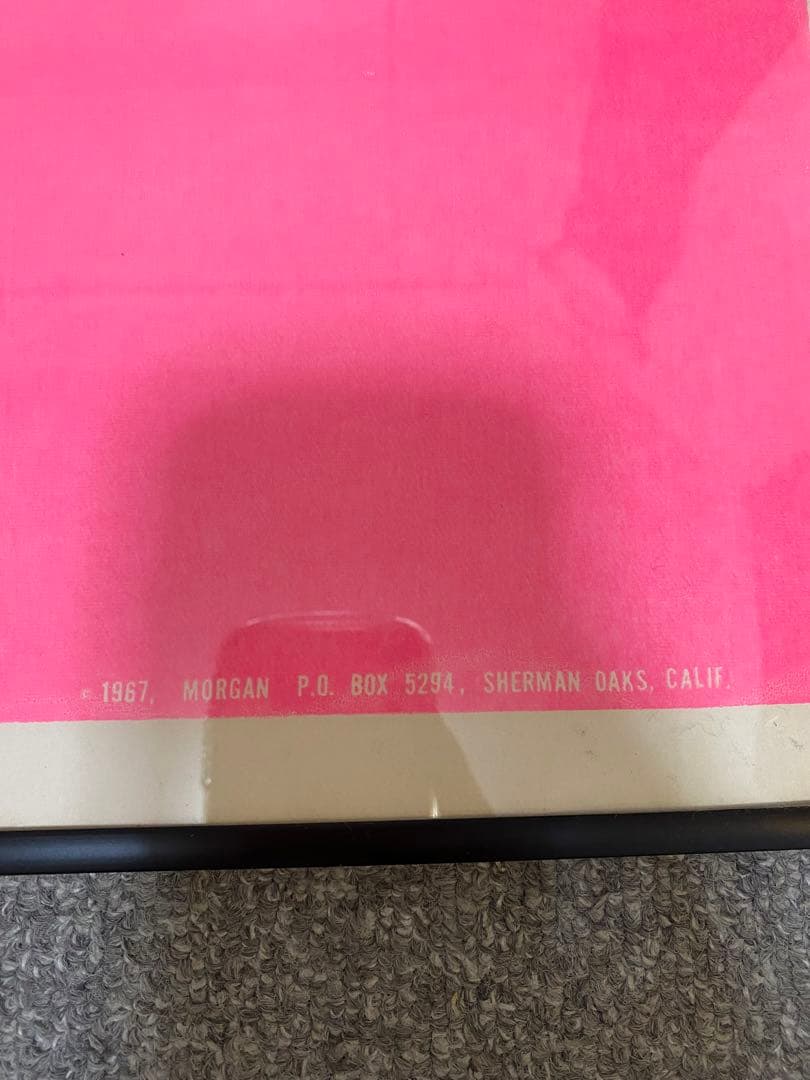 © 1967, MORGAN P.O. BOX 5294, SHERMAN OAKS, CALIF.